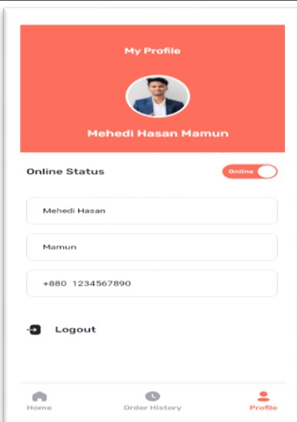 My Profile
Mehedi Hasan Mamun
Online Status
Online
Mehedi Hasan
Mamun
+880 1234567890
Logout
Home
Order History
Profile